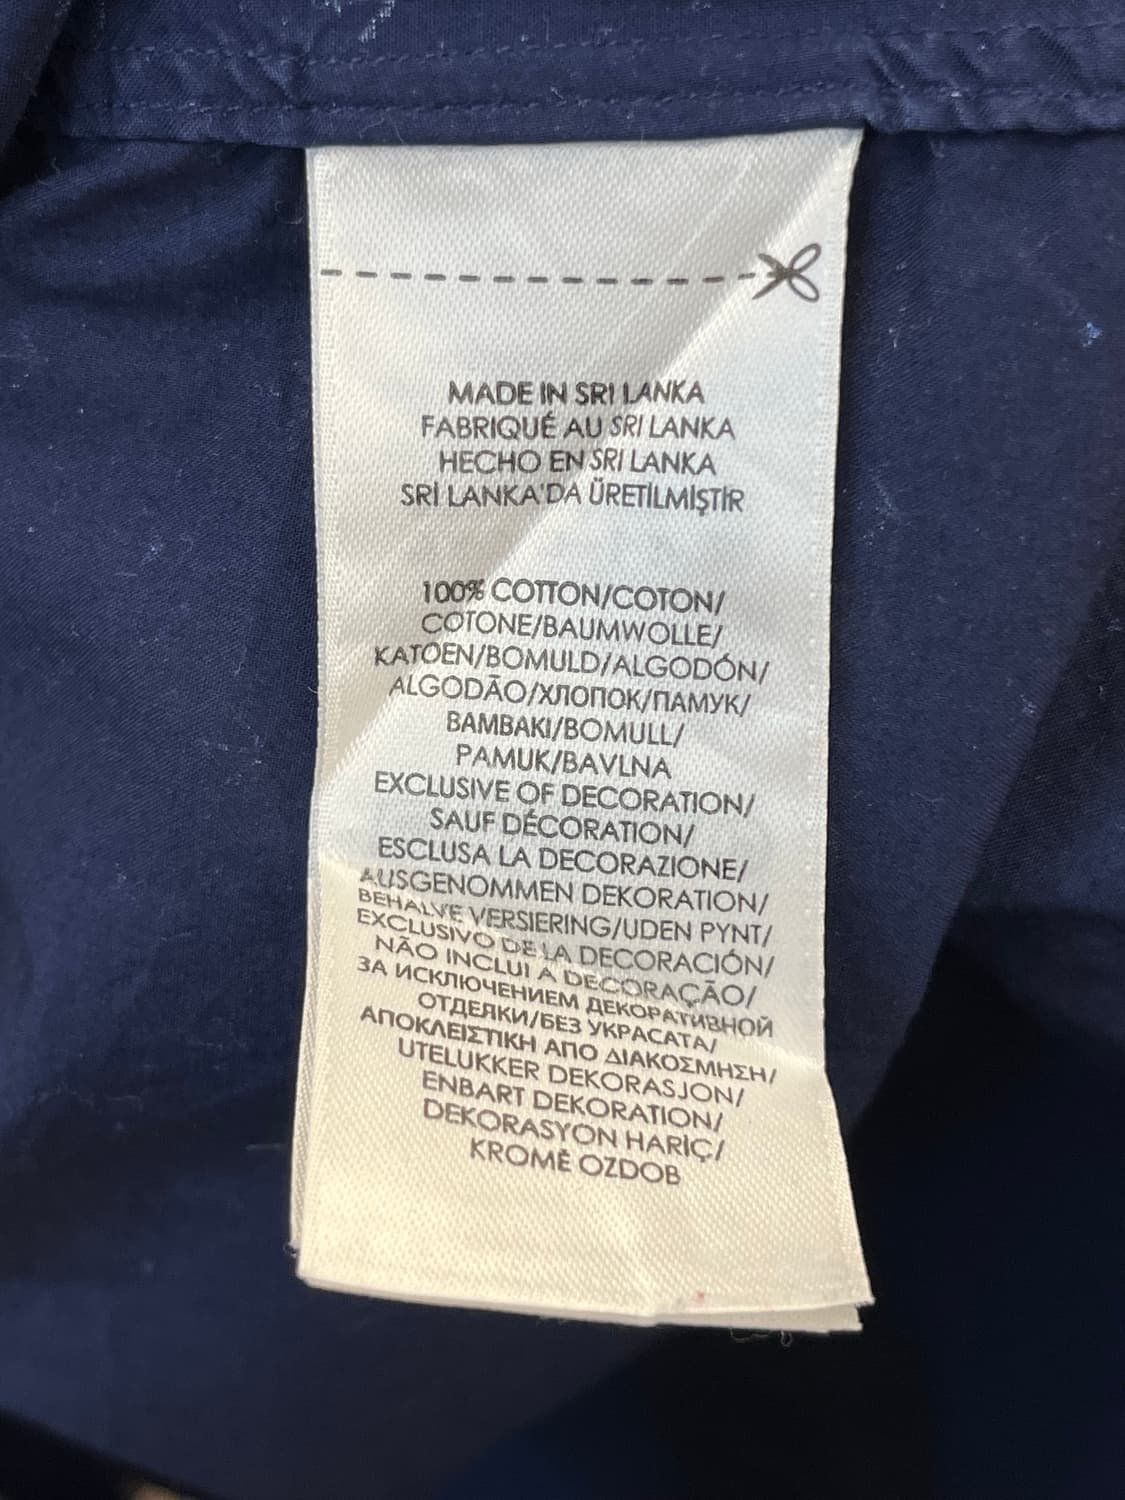 MADE IN SRI LANKA
FABRIQUÉ AU SRI LANKA
HECHO EN SRI LANKA
SRİ LANKA'DA ÜRETİLMİŞTİR
100% COTTON/COTON/
COTONE/BAUMWOLLE/
KATOEN/BOMULD/ALGODÓN/
ALGODÃO/ХЛОПОК/ПАМУК/
BAMBAKI/BOMULL/
PAMUK/BAVLNA
EXCLUSIVE OF DECORATION/
SAUF DÉCORATION/
ESCLUSA LA DECORAZIONE/
AUSGENOMMEN DEKORATION/
BEHALVE VERSIERING/UDEN PYNT/
EXCLUSIVO DE LA DECORACIÓN/
NÃO INCLUI A DECORAÇÃO/
ЗА ИСКЛЮЧЕНИЕМ ДЕКОРАТИВНОЙ
ОТДЕЛКИ/БЕЗ УКРАСАТА/
ΑΠΟΚΛΕΙΣΤΙΚΗ ΑΠΟ ΔΙΑΚΟΣΜΗΣΗ/
UTELUKKER DEKORASJON/
ENBART DEKORATION/
DEKORASYON HARİÇ/
KROMĚ OZDOB